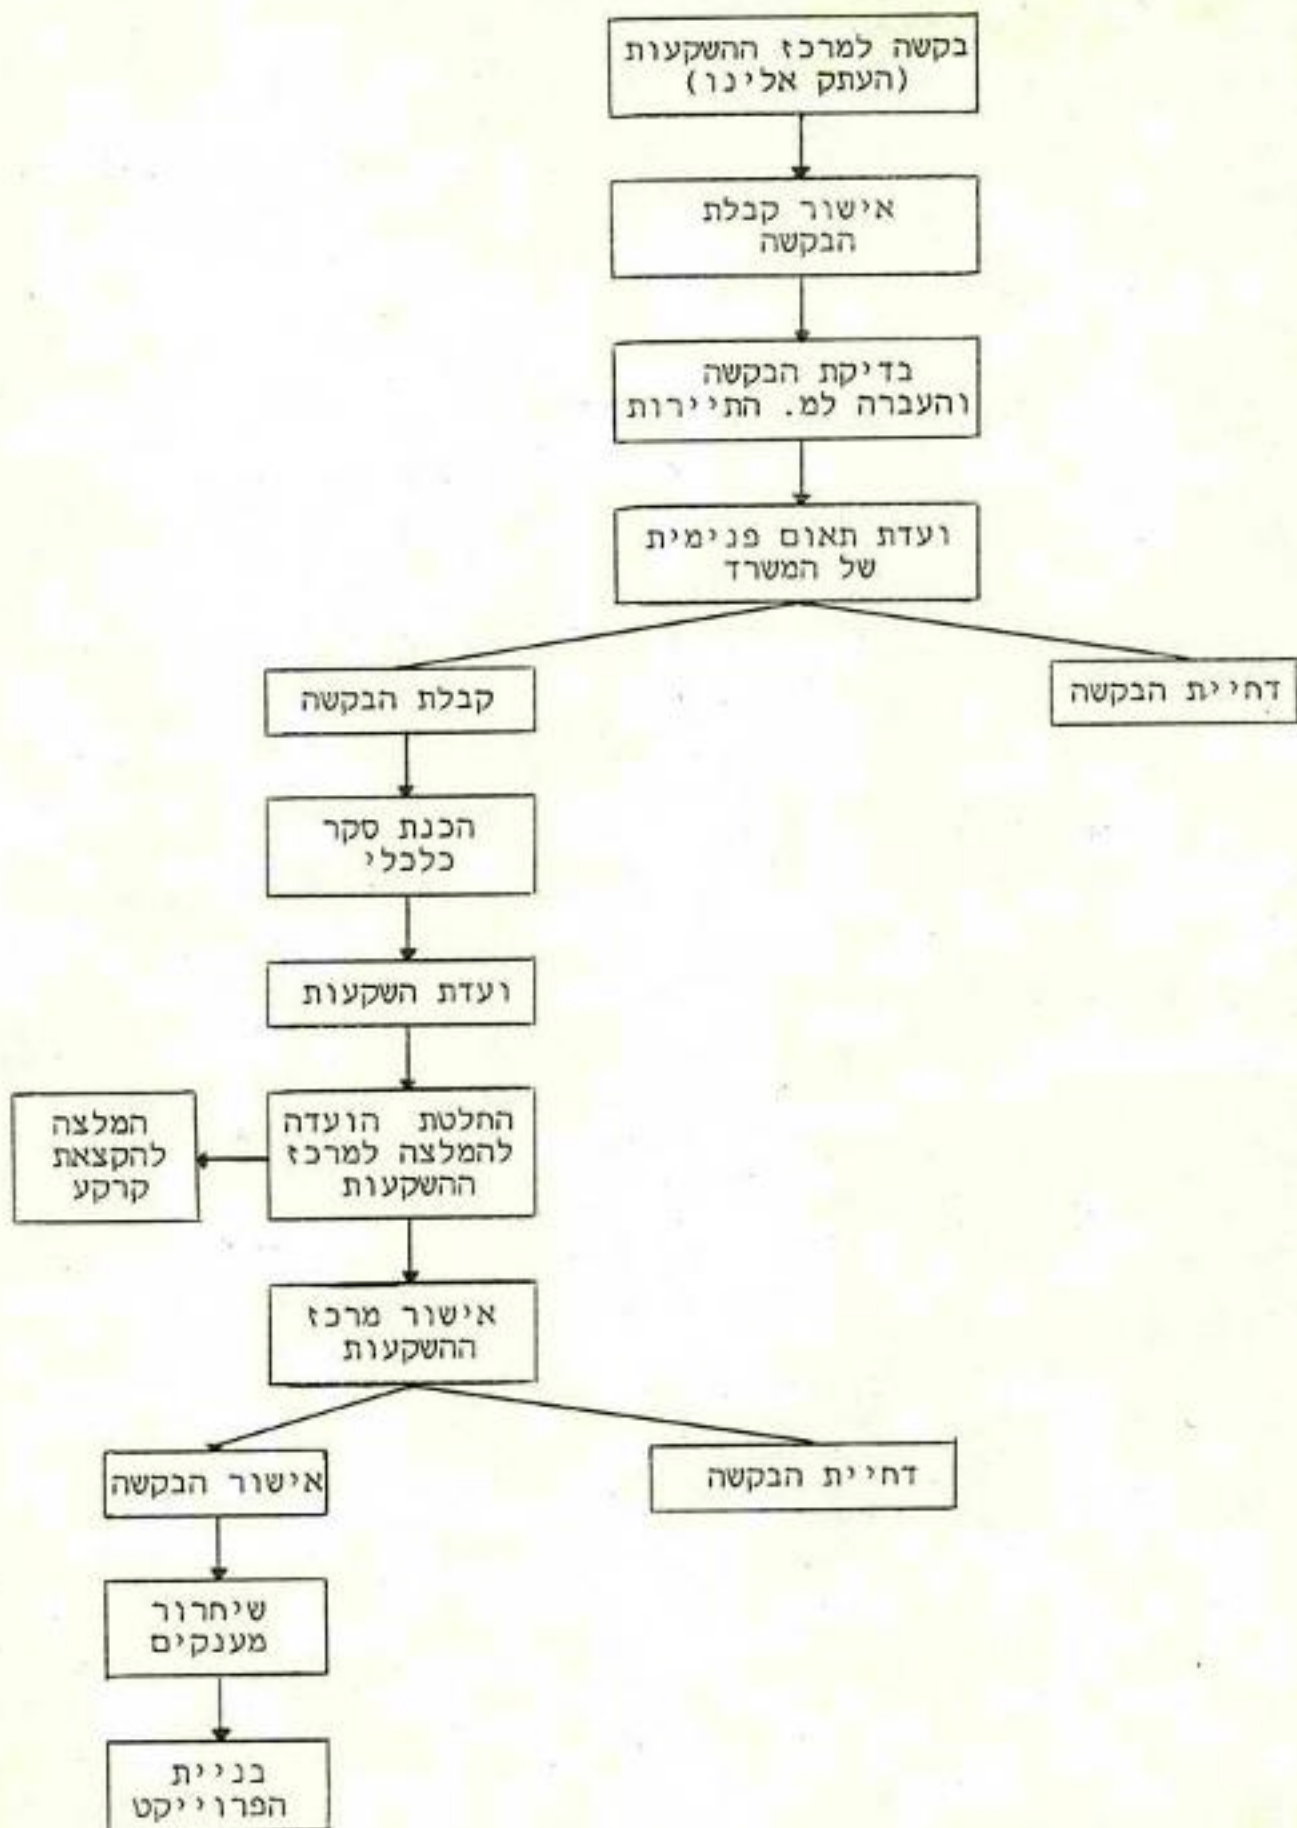 בקשה למרכז ההשקעות
(העתק אלינו)
אישור קבלת
הבקשה
בדיקת הבקשה
והעברה למ. התיירות
ועדת תאום פנימית
של המשרד
דחיית הבקשה
קבלת הבקשה
הכנת סקר
כלכלי
ועדת השקעות
החלטת הועדה
להמלצה למרכז
ההשקעות
המלצה
להקצאת
קרקע
אישור מרכז
ההשקעות
דחיית הבקשה
אישור הבקשה
שיחרור
מענקים
בניית
הפרוייקט